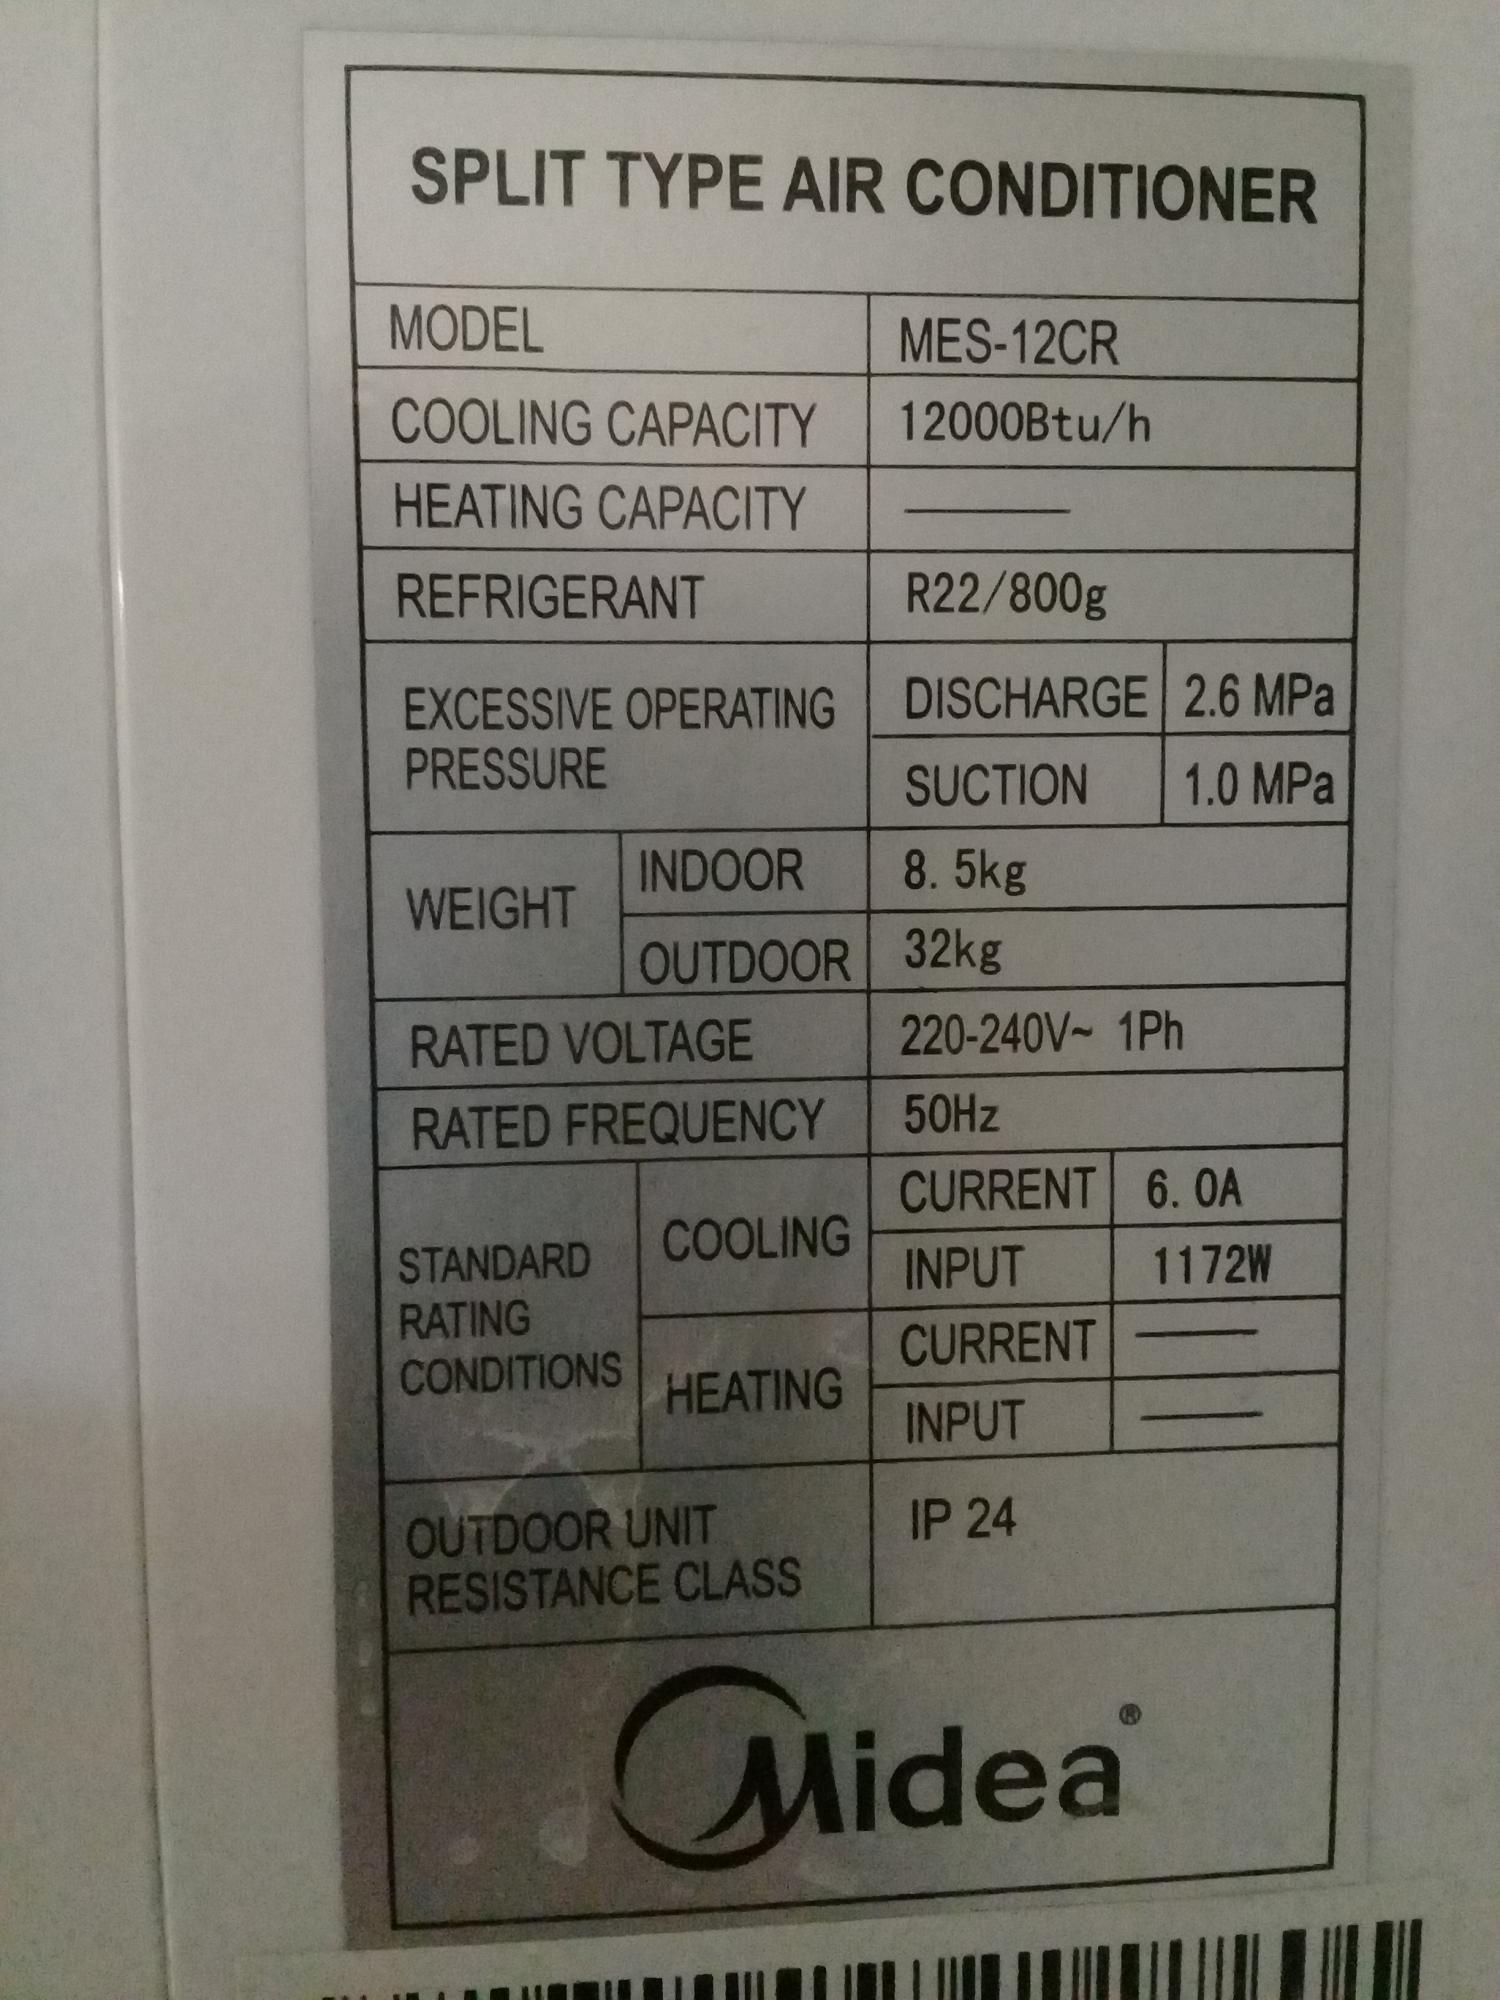 SPLIT TYPE AIR CONDITIONER
MODEL MES-12CR
COOLING CAPACITY 12000Btu/h
HEATING CAPACITY ——
REFRIGERANT R22/800g
EXCESSIVE OPERATING
PRESSURE
DISCHARGE 2.6 MPa
SUCTION 1.0 MPa
WEIGHT
INDOOR 8.5kg
OUTDOOR 32kg
RATED VOLTAGE 220-240V~ 1Ph
RATED FREQUENCY 50Hz
STANDARD
RATING
CONDITIONS
COOLING
CURRENT 6.0A
INPUT 1172W
HEATING
CURRENT ——
INPUT ——
OUTDOOR UNIT
RESISTANCE CLASS
IP 24
Midea®